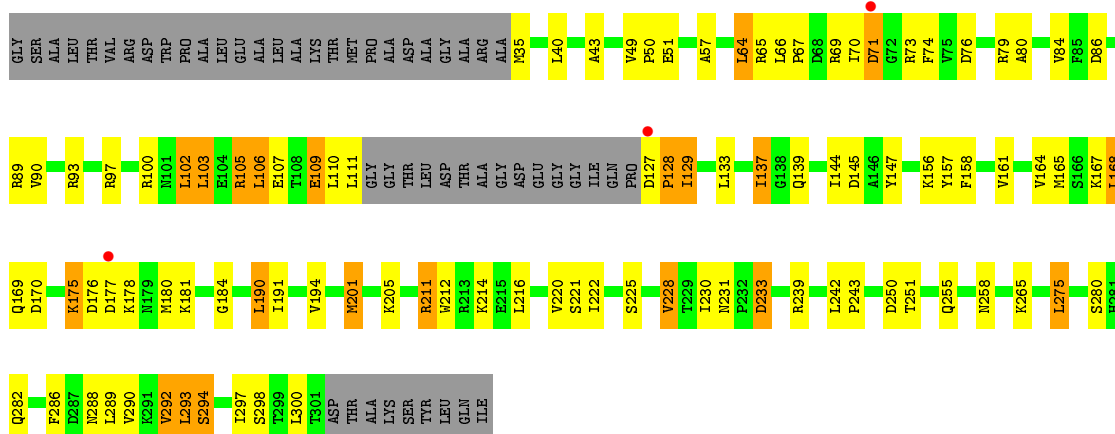 GLY SER ALA LEU THR VAL ARG ASP TRP PRO ALA LEU GLU ALA LEU ALA LYS THR MET PRO ALA ASP ALA GLY ALA ARG ALA M35 L40 A43 V49 P50 E51 A57 L64 R65 L66 P67 D68 R69 I70 D71 G72 R73 F74 V75 D76 R79 A80 V84 F85 D86
R89 V90 R93 R97 R100 N101 L102 L103 E104 R105 L106 E107 T108 E109 L110 L111 GLY GLY THR LEU ASP THR ALA GLY ASP GLU GLY GLY ILE GLN PRO D127 P128 I129 L133 I137 G138 Q139 I144 D145 A146 Y147 K156 Y157 F158 V161 V164 M165 S166 K167 L168
Q169 D170 K175 D176 D177 K178 N179 M180 K181 G184 L190 I191 V194 M201 K205 R211 W212 R213 K214 E215 L216 V220 S221 I222 S225 V228 T229 I230 N231 P232 D233 R239 L242 P243 D250 T251 Q255 N258 K265 L275 S280 H281
Q282 F286 D287 N288 L289 V290 K291 V292 L293 S294 I297 S298 T299 L300 T301 ASP THR ALA LYS SER TYR LEU GLN ILE